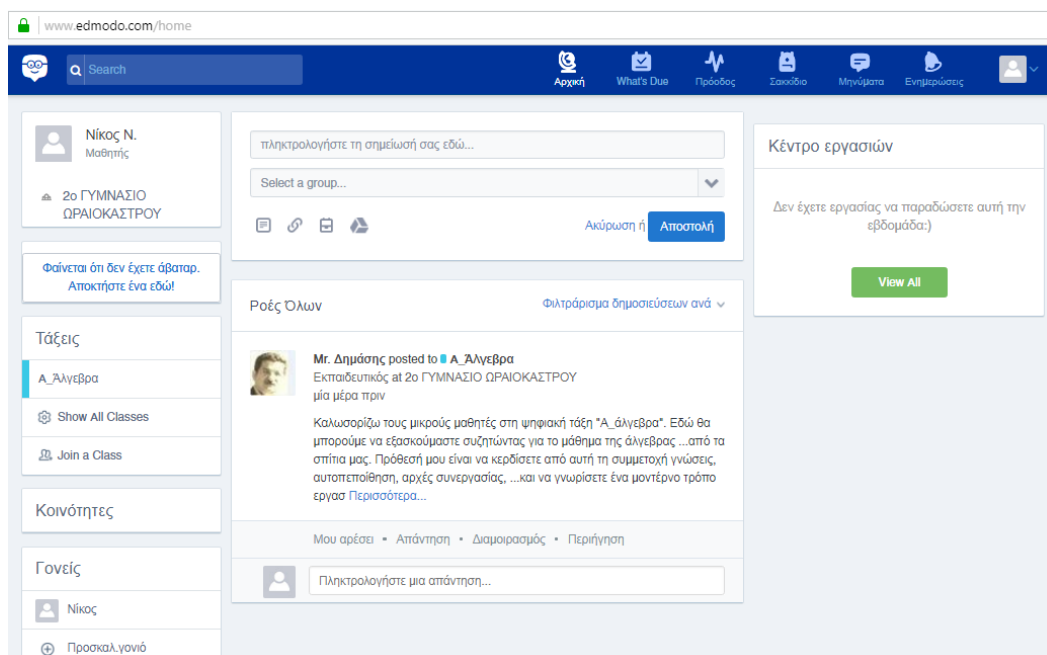 www.edmodo.com/home
Search
Αρχική
What's Due
Πρόοδος
Σακκίδιο
Μηνύματα
Ενημερώσεις
Νίκος Ν.
Μαθητής
2ο ΓΥΜΝΑΣΙΟ
ΩΡΑΙΟΚΑΣΤΡΟΥ
Φαίνεται ότι δεν έχετε άβαταρ.
Αποκτήστε ένα εδώ!
Τάξεις
Α_Άλγεβρα
Show All Classes
Join a Class
Κοινότητες
Γονείς
Νίκος
Προσκαλ.γονιό
πληκτρολογήστε τη σημείωσή σας εδώ...
Select a group...
Ακύρωση ή Αποστολή
Ροές Όλων
Φιλτράρισμα δημοσιεύσεων ανά
Mr. Δημάσης posted to Α_Άλγεβρα
Εκπαιδευτικός at 2ο ΓΥΜΝΑΣΙΟ ΩΡΑΙΟΚΑΣΤΡΟΥ
μία μέρα πριν
Καλωσορίζω τους μικρούς μαθητές στη ψηφιακή τάξη "Α_άλγεβρα". Εδώ θα
μπορούμε να εξασκούμαστε συζητώντας για το μάθημα της άλγεβρας ...από τα
σπίτια μας. Πρόθεσή μου είναι να κερδίσετε από αυτή τη συμμετοχή γνώσεις,
αυτοπεποίθηση, αρχές συνεργασίας, ...και να γνωρίσετε ένα μοντέρνο τρόπο
εργασ Περισσότερα...
Μου αρέσει • Απάντηση • Διαμοιρασμός • Περιήγηση
Πληκτρολογήστε μια απάντηση...
Κέντρο εργασιών
Δεν έχετε εργασίας να παραδώσετε αυτή την
εβδομάδα:)
View All